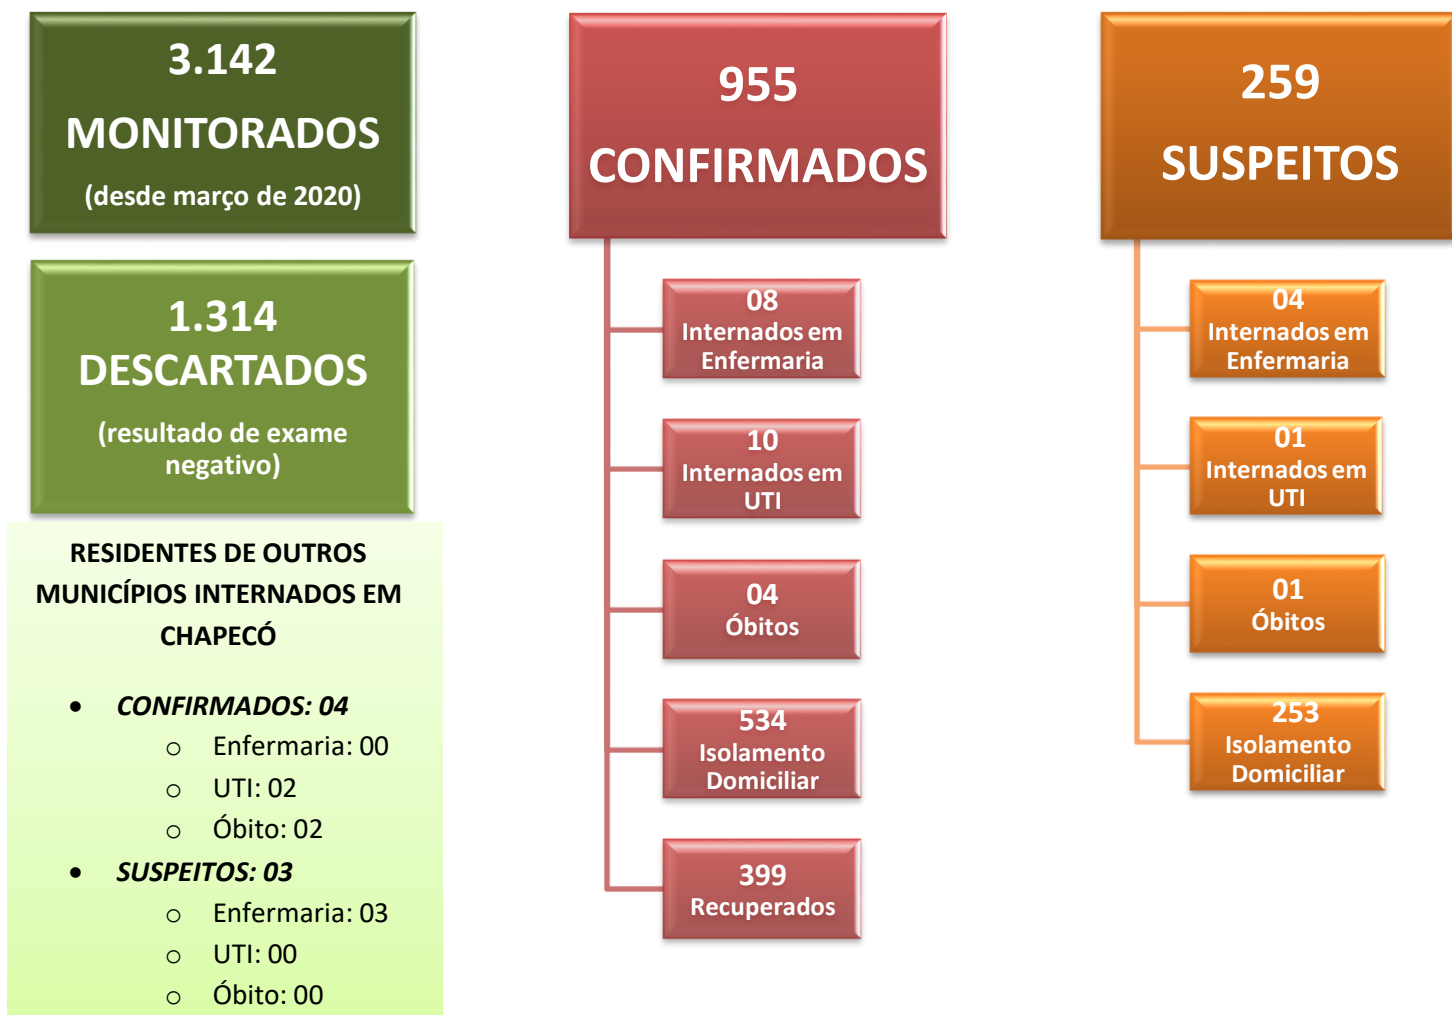 3.142
MONITORADOS
(desde março de 2020)
1.314
DESCARTADOS
(resultado de exame
negativo)
RESIDENTES DE OUTROS
MUNICÍPIOS INTERNADOS EM
CHAPECÓ
• CONFIRMADOS: 04
o Enfermaria: 00
o UTI: 02
o Óbito: 02
• SUSPEITOS: 03
o Enfermaria: 03
o UTI: 00
o Óbito: 00
955
CONFIRMADOS
08
Internados em
Enfermaria
10
Internados em
UTI
04
Óbitos
534
Isolamento
Domiciliar
399
Recuperados
259
SUSPEITOS
04
Internados em
Enfermaria
01
Internados em
UTI
01
Óbitos
253
Isolamento
Domiciliar